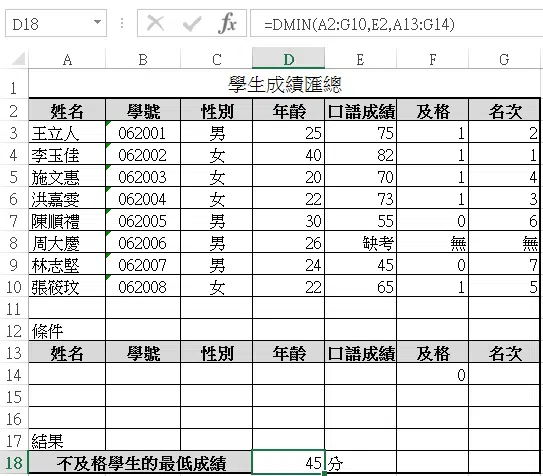 D18 =DMIN(A2:G10,E2,A13:G14)
A B C D E F G
1 學生成績匯總
2 姓名 學號 性別 年齡 口語成績 及格 名次
3 王立人 062001 男 25 75 1 2
4 李玉佳 062002 女 40 82 1 1
5 施文惠 062003 女 20 70 1 4
6 洪嘉雯 062004 女 22 73 1 3
7 陳順禮 062005 男 30 55 0 6
8 周大慶 062006 男 26 缺考 無 無
9 林志堅 062007 男 24 45 0 7
10 張筱玟 062008 女 22 65 1 5
11
12 條件
13 姓名 學號 性別 年齡 口語成績 及格 名次
14 0
15
16
17 結果
18 不及格學生的最低成績 45 分